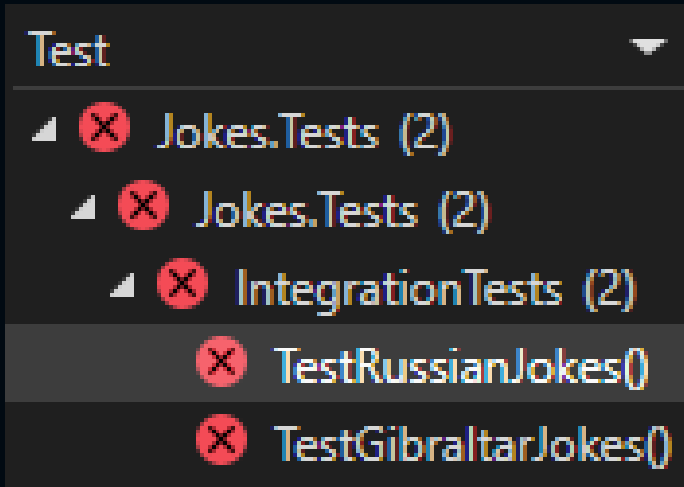 Test
Jokes.Tests (2)
Jokes.Tests (2)
IntegrationTests (2)
TestRussianJokes()
TestGibraltarJokes()